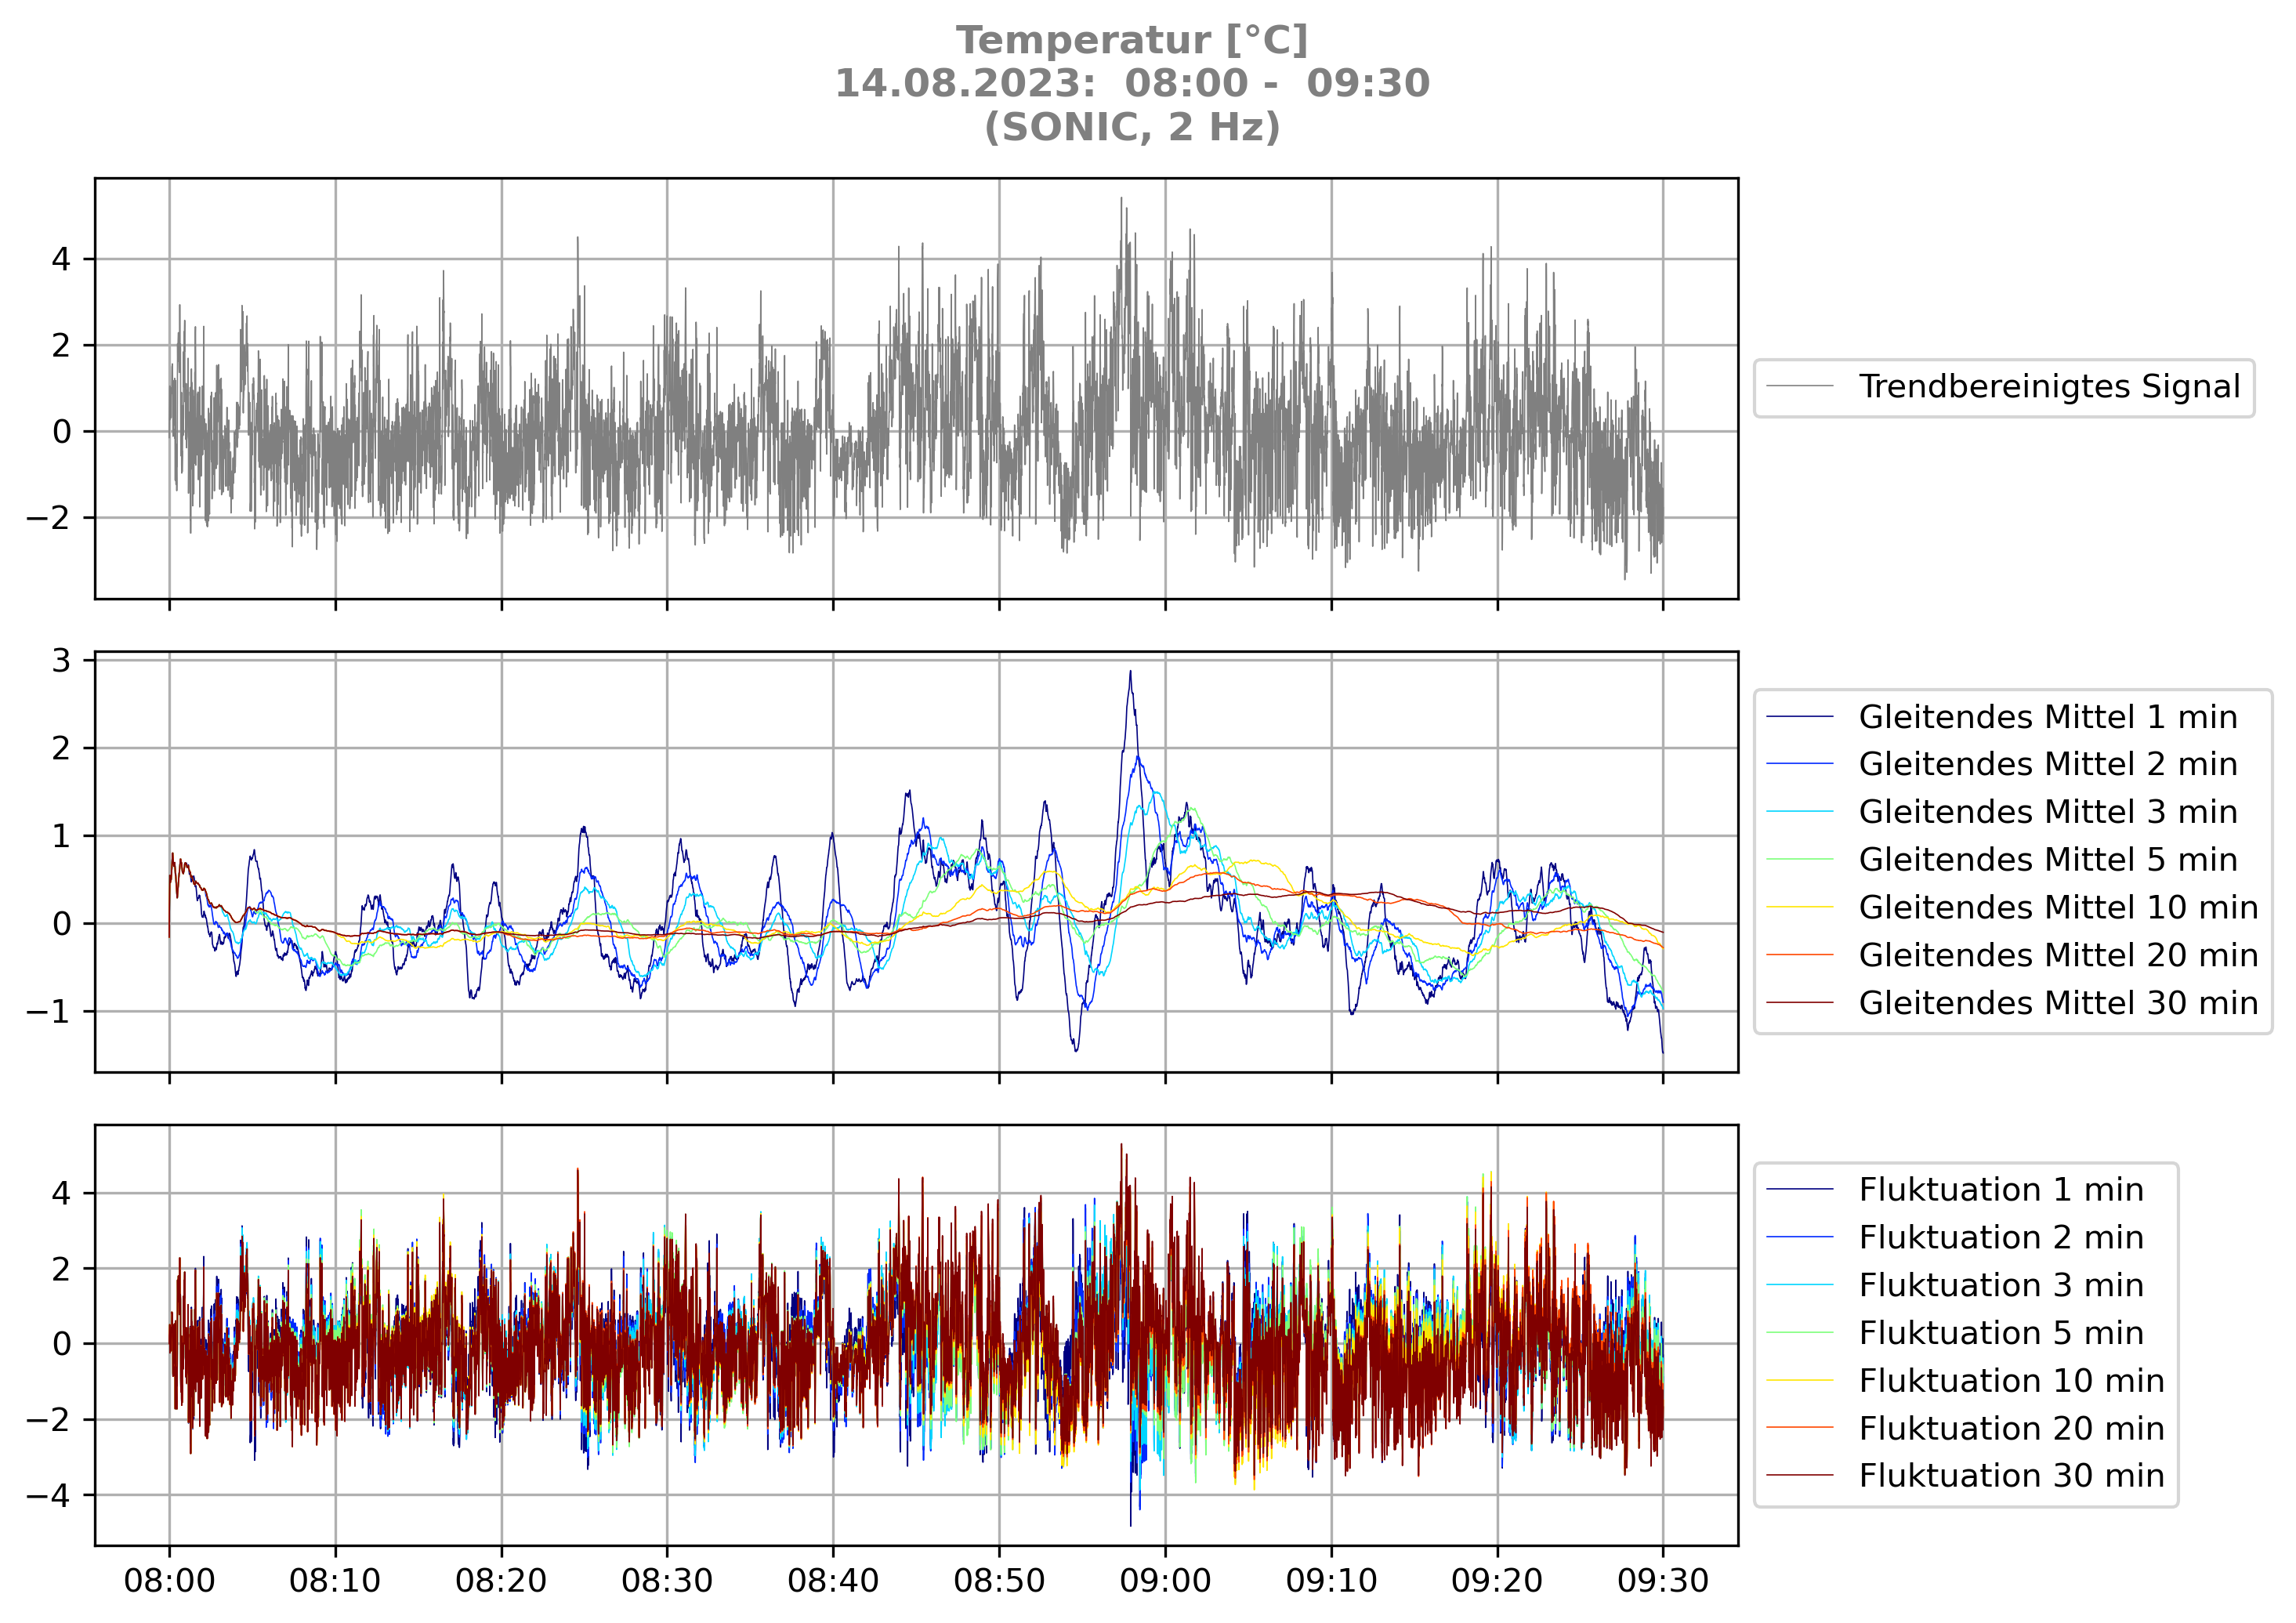 Temperatur [°C]
14.08.2023:  08:00 -  09:30
(SONIC, 2 Hz)
4
2
0
−2
Trendbereinigtes Signal
3
2
1
0
−1
Gleitendes Mittel 1 min
Gleitendes Mittel 2 min
Gleitendes Mittel 3 min
Gleitendes Mittel 5 min
Gleitendes Mittel 10 min
Gleitendes Mittel 20 min
Gleitendes Mittel 30 min
4
2
0
−2
−4
Fluktuation 1 min
Fluktuation 2 min
Fluktuation 3 min
Fluktuation 5 min
Fluktuation 10 min
Fluktuation 20 min
Fluktuation 30 min
08:00 08:10 08:20 08:30 08:40 08:50 09:00 09:10 09:20 09:30